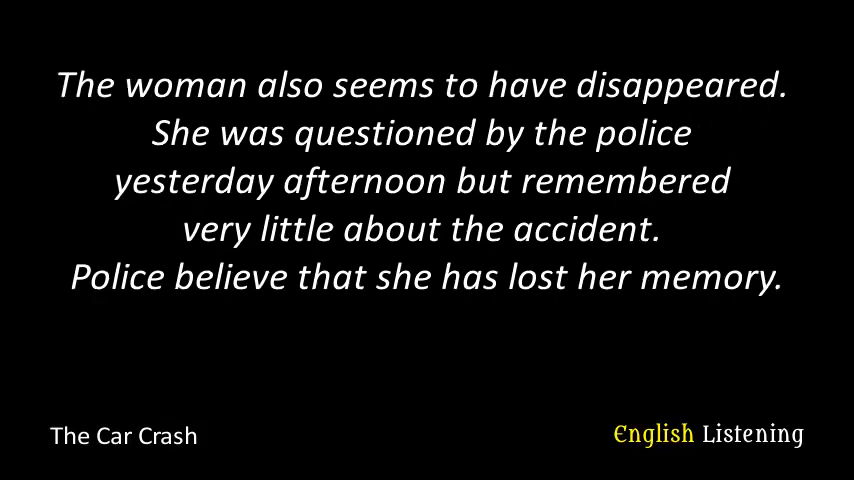 The woman also seems to have disappeared.
She was questioned by the police
yesterday afternoon but remembered
very little about the accident.
Police believe that she has lost her memory.
The Car Crash
English Listening